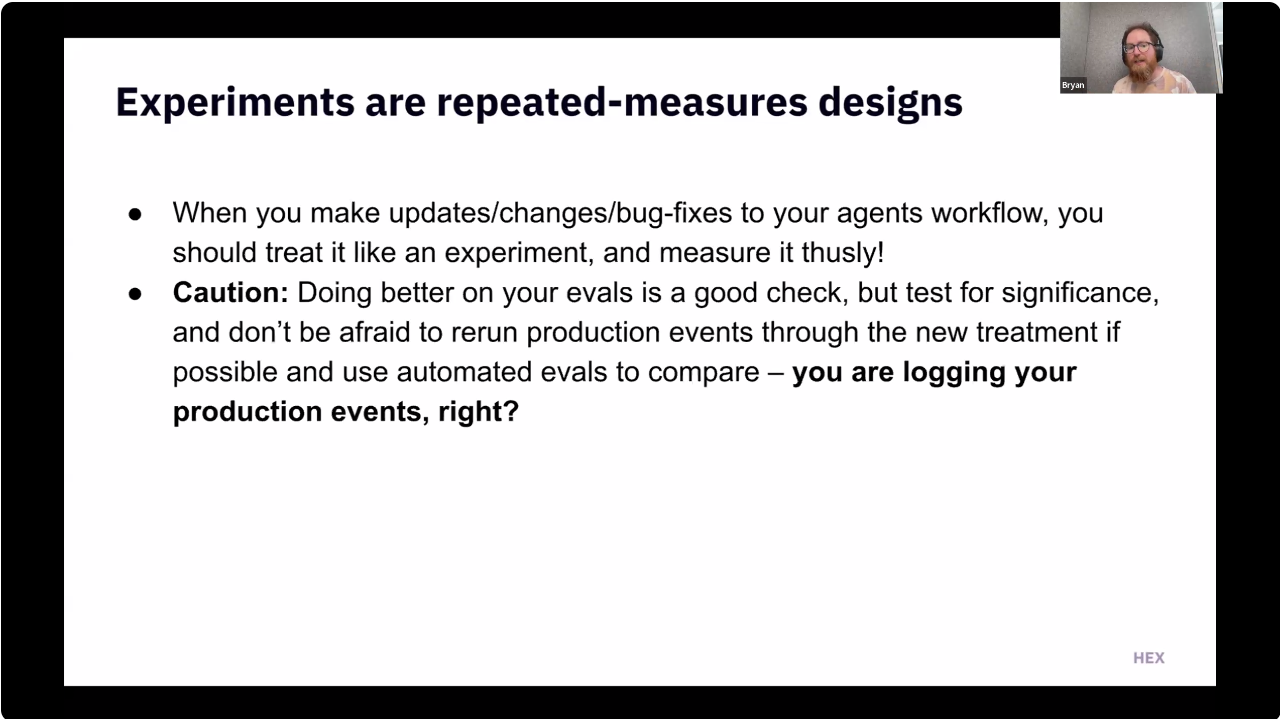 Experiments are repeated-measures designs
Bryan
● When you make updates/changes/bug-fixes to your agents workflow, you
should treat it like an experiment, and measure it thusly!
● Caution: Doing better on your evals is a good check, but test for significance,
and don’t be afraid to rerun production events through the new treatment if
possible and use automated evals to compare – you are logging your
production events, right?
HEX